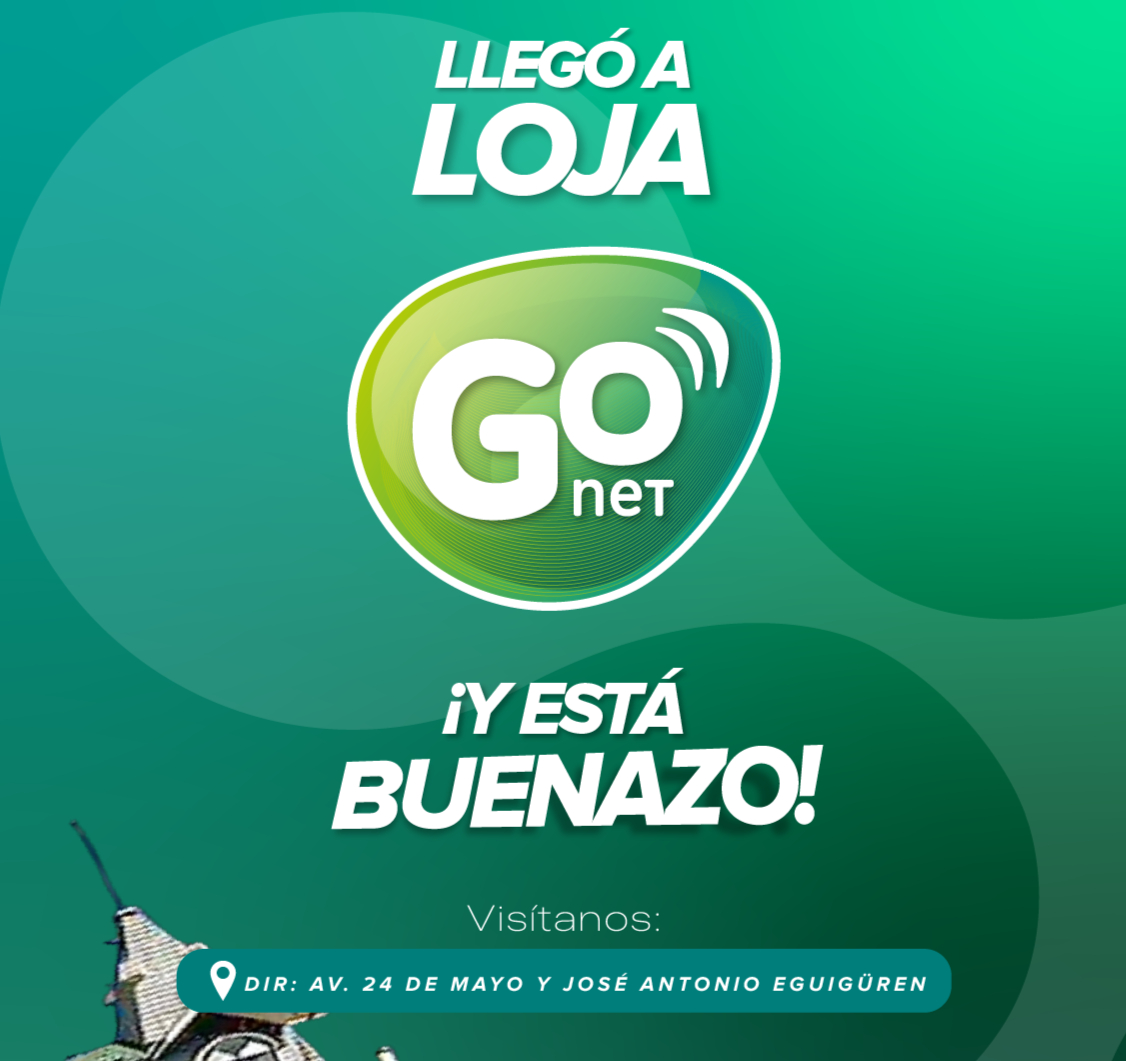 LLEGÓ A
LOJA
Go
net
¡Y ESTÁ
BUENAZO!
Visítanos:
DIR: AV. 24 DE MAYO Y JOSÉ ANTONIO EGUIGÜREN